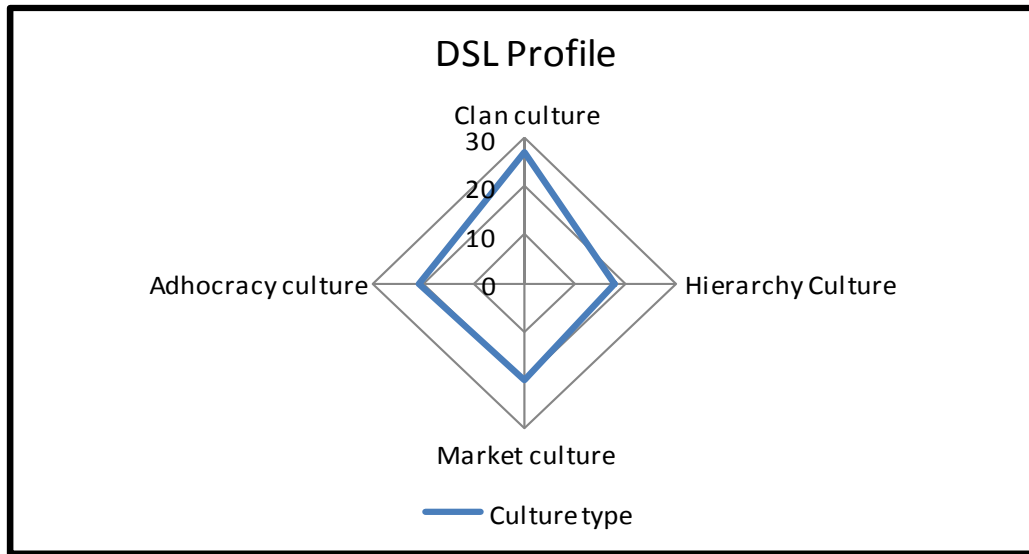 DSL Profile
Clan culture
30
20
10
0
Adhocracy culture
Hierarchy Culture
Market culture
Culture type